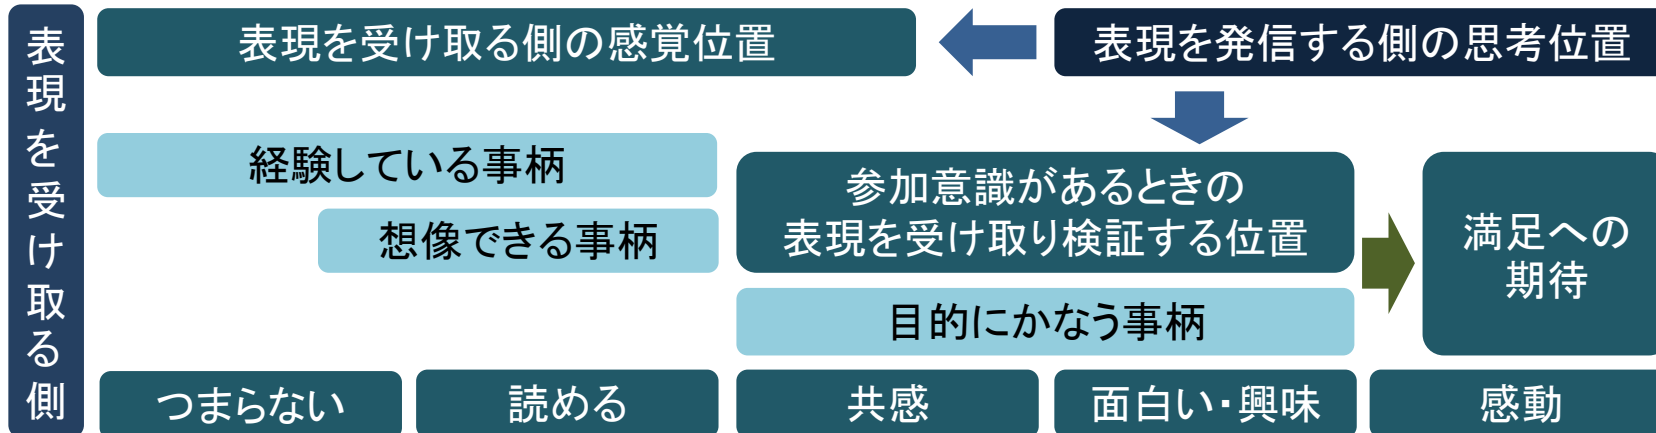 表現を受け取る側
表現を受け取る側の感覚位置
表現を発信する側の思考位置
経験している事柄
想像できる事柄
参加意識があるときの
表現を受け取り検証する位置
目的にかなう事柄
満足への
期待
つまらない
読める
共感
面白い・興味
感動